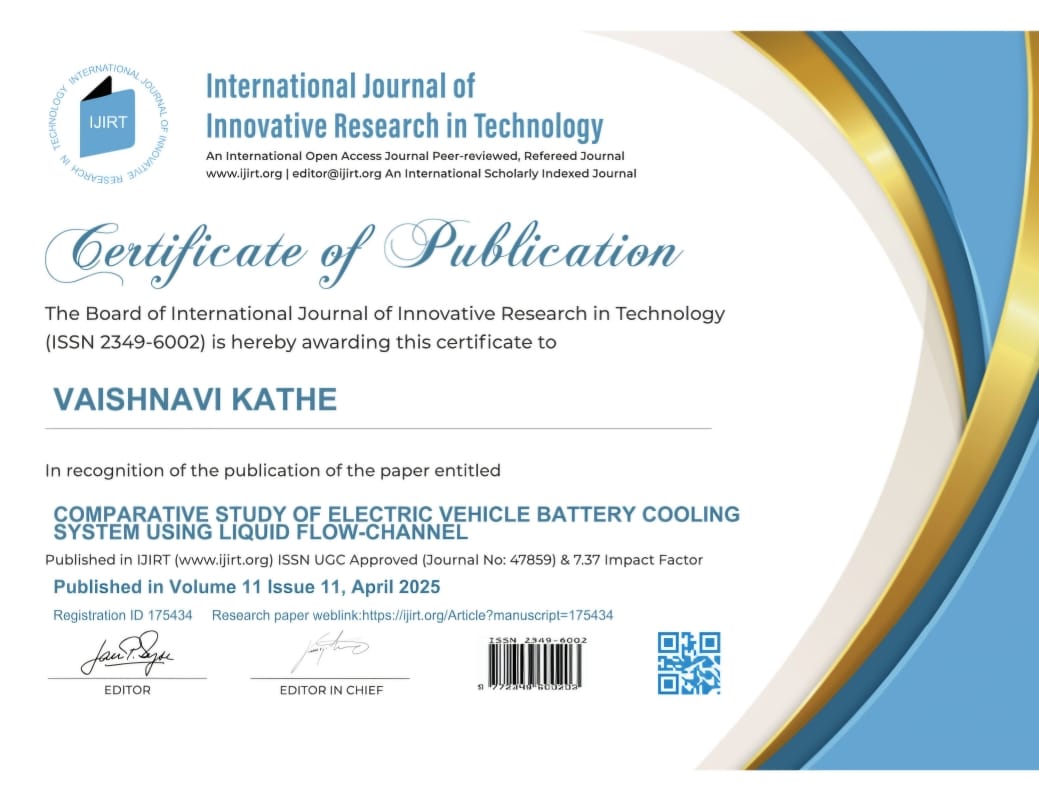 INTERNATIONAL JOURNAL OF INNOVATIVE RESEARCH IN TECHNOLOGY
IJIRT
International Journal of
Innovative Research in Technology
An International Open Access Journal Peer-reviewed, Refereed Journal
www.ijirt.org | editor@ijirt.org An International Scholarly Indexed Journal
Certificate of Publication
The Board of International Journal of Innovative Research in Technology
(ISSN 2349-6002) is hereby awarding this certificate to
VAISHNAVI KATHE
In recognition of the publication of the paper entitled
COMPARATIVE STUDY OF ELECTRIC VEHICLE BATTERY COOLING
SYSTEM USING LIQUID FLOW-CHANNEL
Published in IJIRT (www.ijirt.org) ISSN UGC Approved (Journal No: 47859) & 7.37 Impact Factor
Published in Volume 11 Issue 11, April 2025
Registration ID 175434 Research paper weblink:https://ijirt.org/Article?manuscript=175434
ISSN 2349-6002
EDITOR
EDITOR IN CHIEF